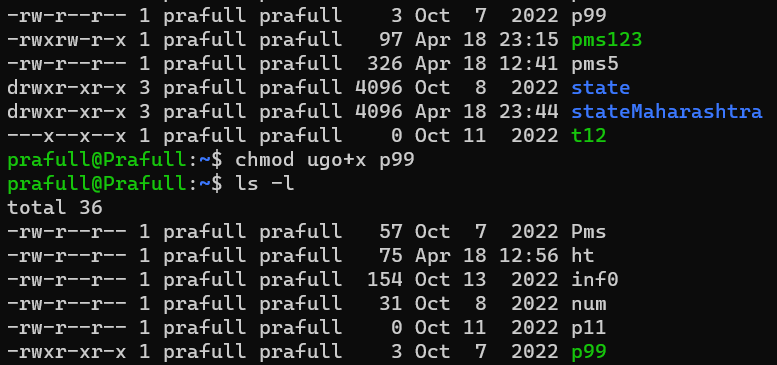 -rw-r--r-- 1 prafull prafull    3 Oct  7  2022 p99
-rwxrw-r-x 1 prafull prafull   97 Apr 18 23:15 pms123
-rw-r--r-- 1 prafull prafull  326 Apr 18 12:41 pms5
drwxr-xr-x 3 prafull prafull 4096 Oct  8  2022 state
drwxr-xr-x 3 prafull prafull 4096 Apr 18 23:44 stateMaharashtra
---x--x--x 1 prafull prafull    0 Oct 11  2022 t12
prafull@Prafull:~$ chmod ugo+x p99
prafull@Prafull:~$ ls -l
total 36
-rw-r--r-- 1 prafull prafull   57 Oct  7  2022 Pms
-rw-r--r-- 1 prafull prafull   75 Apr 18 12:56 ht
-rw-r--r-- 1 prafull prafull  154 Oct 13  2022 inf0
-rw-r--r-- 1 prafull prafull   31 Oct  8  2022 num
-rw-r--r-- 1 prafull prafull    0 Oct 11  2022 p11
-rwxr-xr-x 1 prafull prafull    3 Oct  7  2022 p99